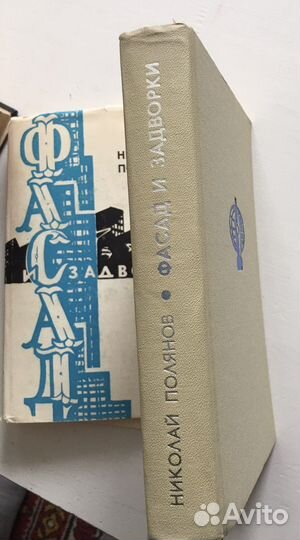 ФАСАД
Н
П
И ЗАДВО
НИКОЛАЙ ПОЛЯНОВ • ФАСАД И ЗАДВОРКИ
Avito